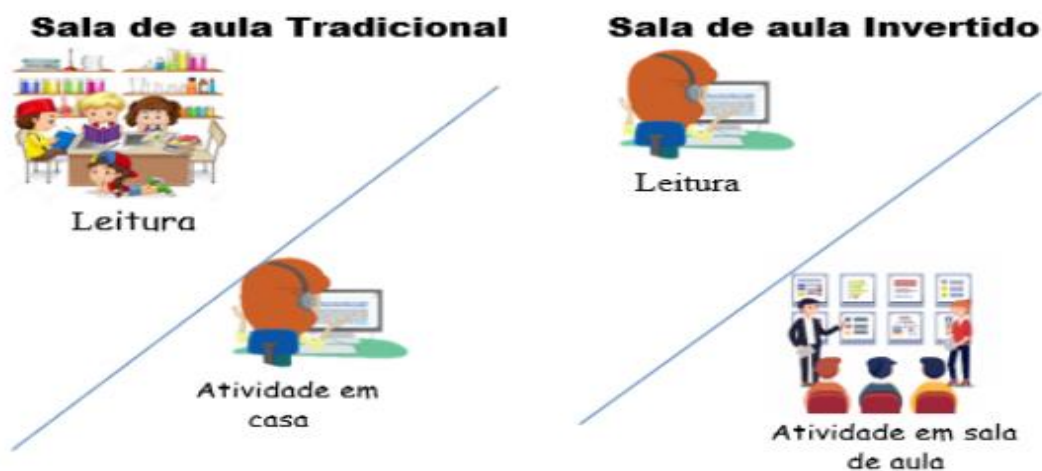 Sala de aula Tradicional
Leitura
Atividade em
casa
Sala de aula Invertido
Leitura
Atividade em sala
de aula